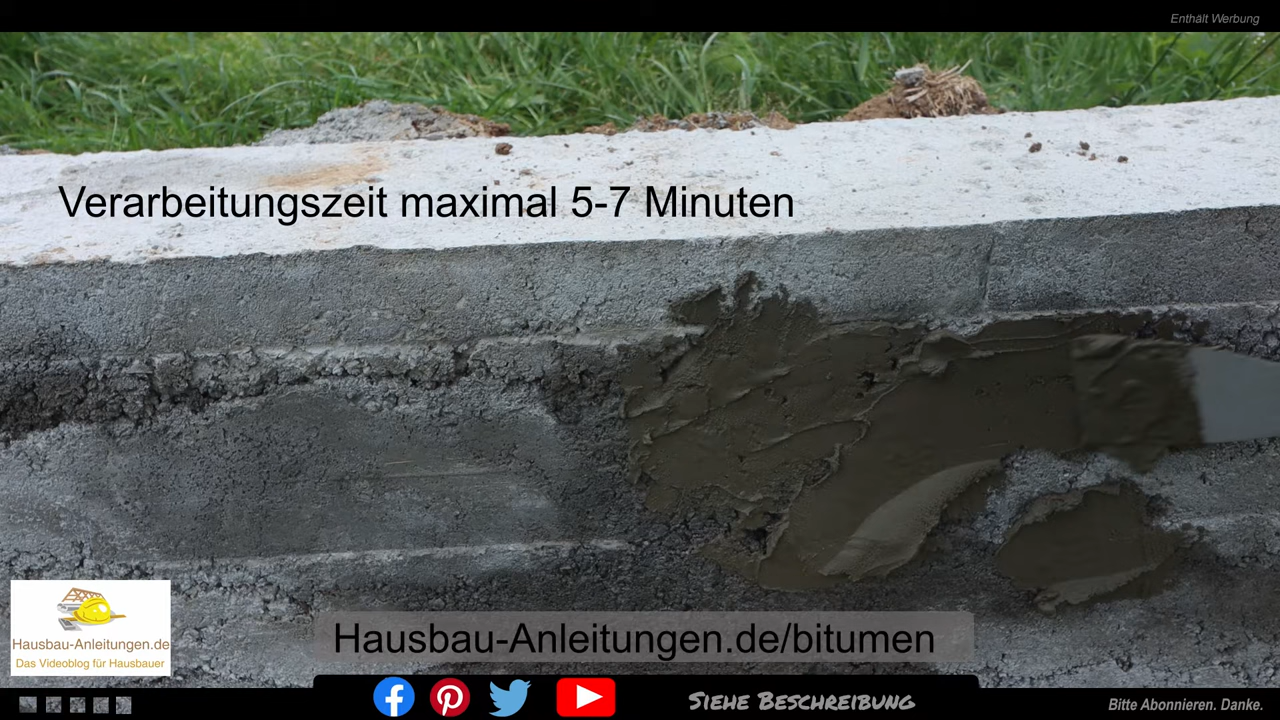 Enthält Werbung
Verarbeitungszeit maximal 5-7 Minuten
Hausbau-Anleitungen.de
Das Videoblog für Hausbauer
Hausbau-Anleitungen.de/bitumen
Siehe Beschreibung
Bitte Abonnieren. Danke.